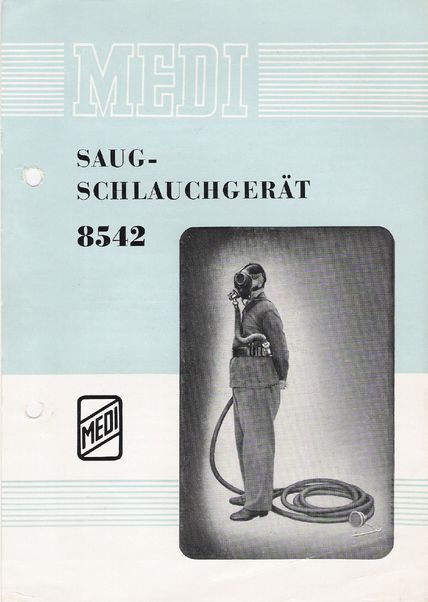 MEDI
SAUG-
SCHLAUCHGERÄT
8542
MEDI